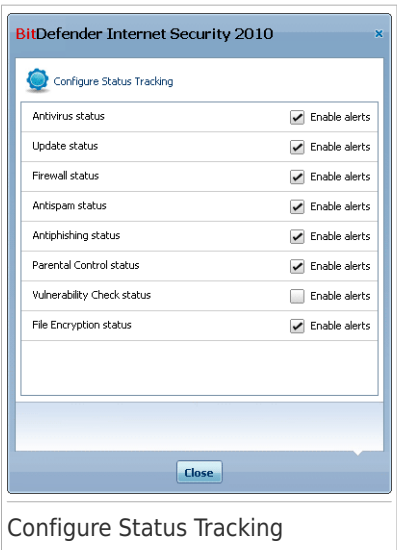 BitDefender Internet Security 2010 ×
Configure Status Tracking
Antivirus status Enable alerts
Update status Enable alerts
Firewall status Enable alerts
Antispam status Enable alerts
Antiphishing status Enable alerts
Parental Control status Enable alerts
Vulnerability Check status Enable alerts
File Encryption status Enable alerts
Close
Configure Status Tracking